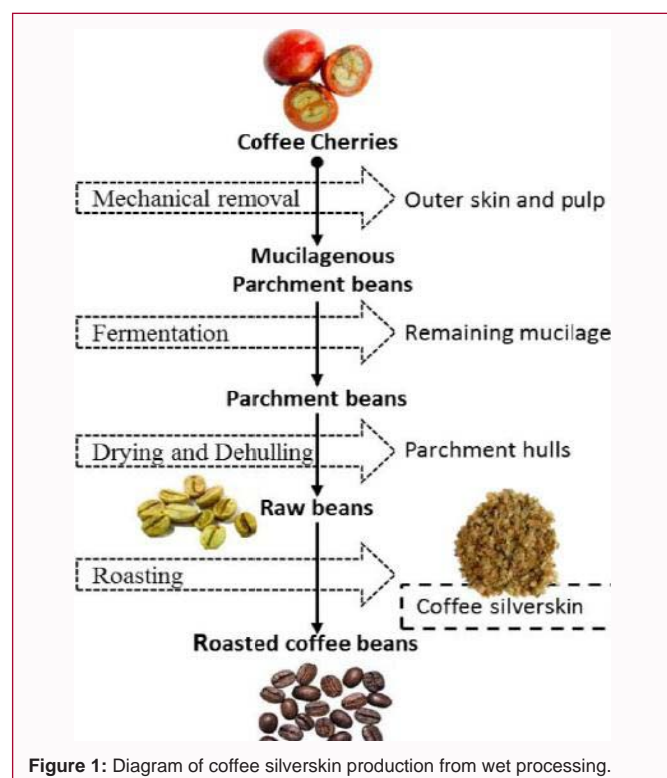 Coffee Cherries
Mechanical removal
Outer skin and pulp
Mucilagenous
Parchment beans
Fermentation
Remaining mucilage
Parchment beans
Drying and Dehulling
Parchment hulls
Raw beans
Roasting
Coffee silverskin
Roasted coffee beans
Figure 1: Diagram of coffee silverskin production from wet processing.